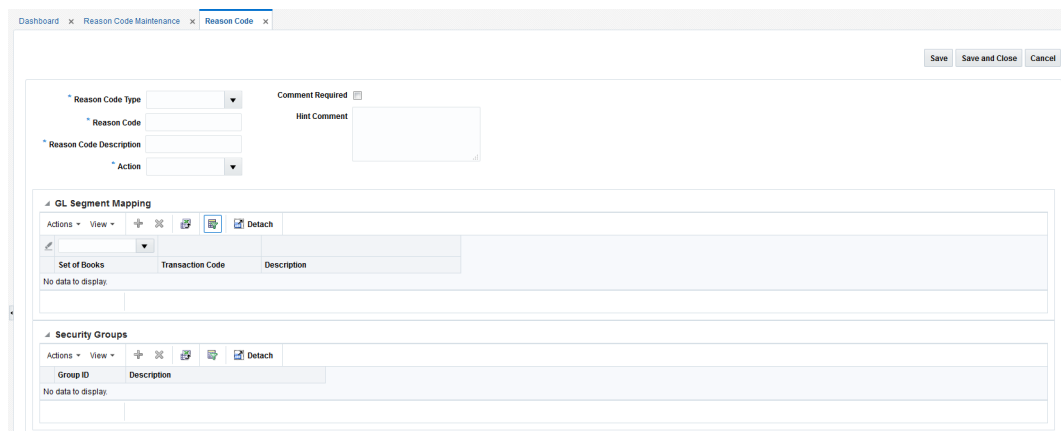 Dashboard x Reason Code Maintenance x Reason Code x
Save Save and Close Cancel
* Reason Code Type Comment Required
* Reason Code Hint Comment
* Reason Code Description
* Action
GL Segment Mapping
Actions View Detach
Set of Books Transaction Code Description
No data to display.
Security Groups
Actions View Detach
Group ID Description
No data to display.